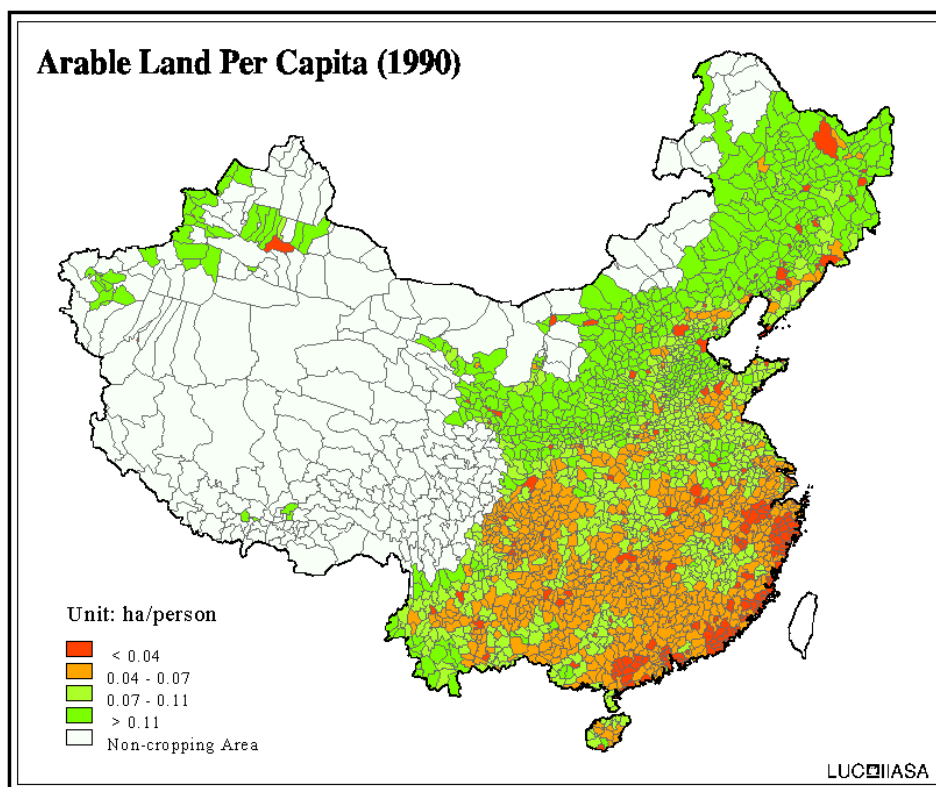 Arable Land Per Capita (1990)
Unit: ha/person
< 0.04
0.04 - 0.07
0.07 - 0.11
> 0.11
Non-cropping Area
LUC IIASA